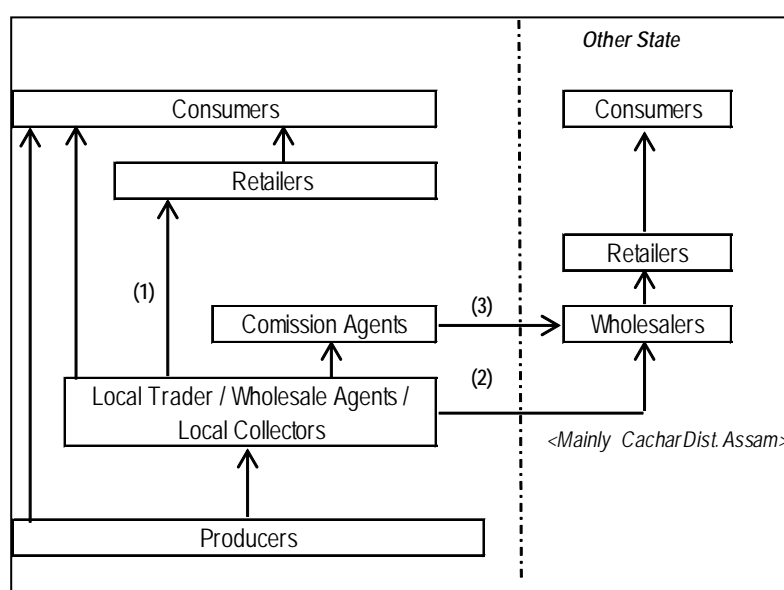 Other State
Consumers
Consumers
Retailers
Retailers
(1)
(3)
Comission Agents
Wholesalers
(2)
Local Trader / Wholesale Agents /
Local Collectors
<Mainly Cachar Dist. Assam>
Producers